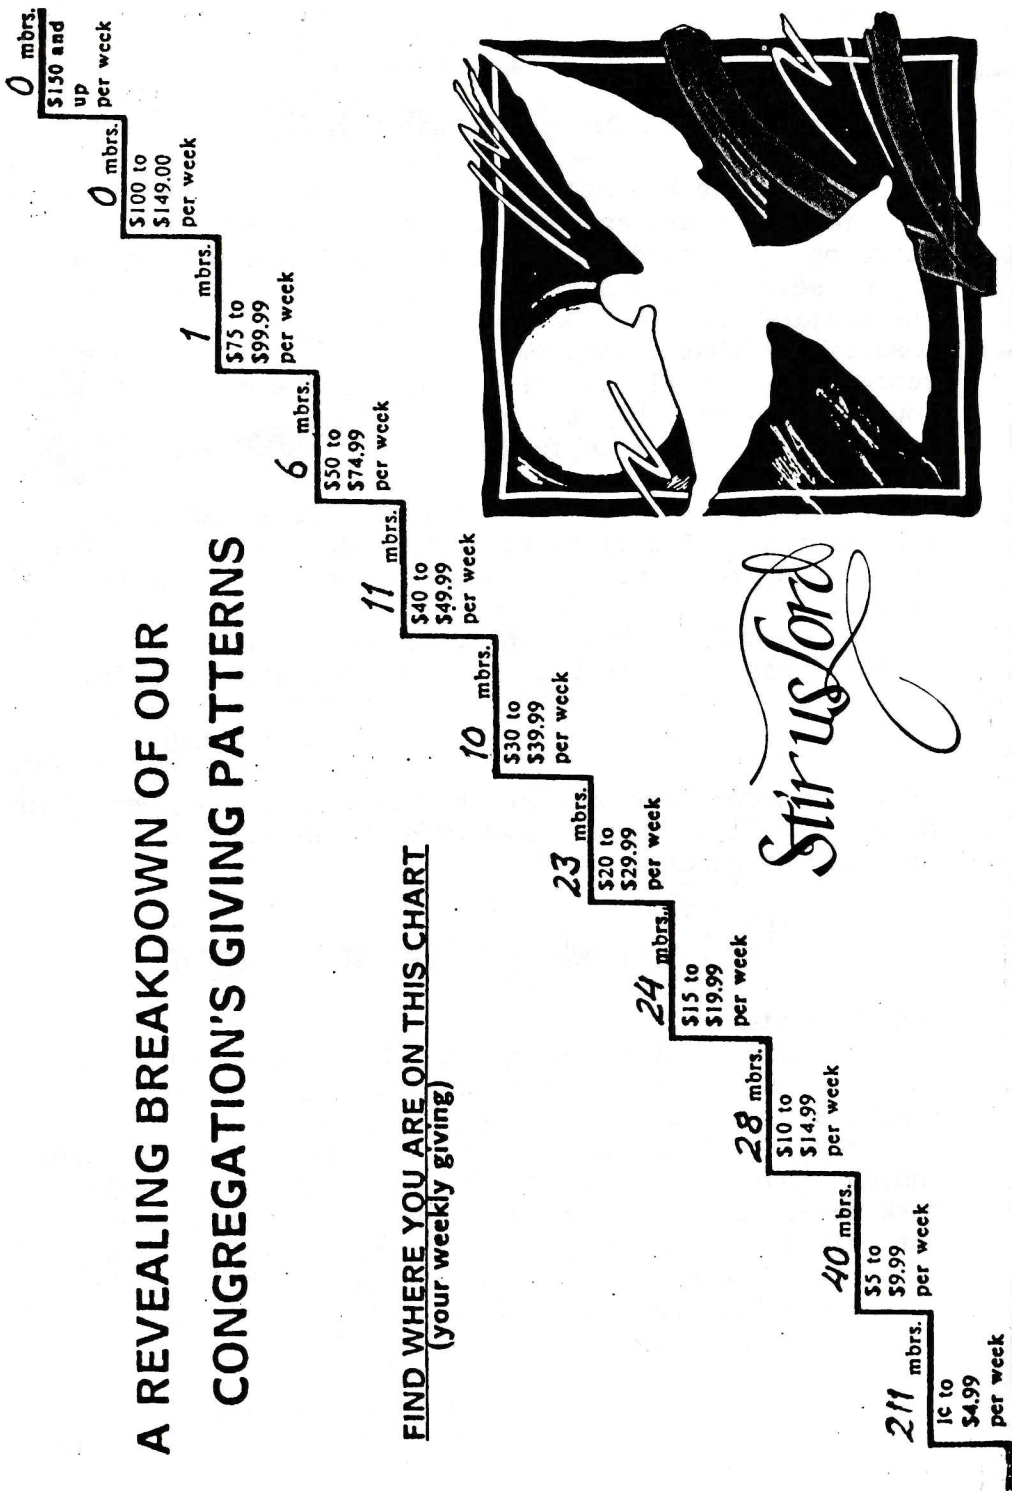 A REVEALING BREAKDOWN OF OUR
CONGREGATION'S GIVING PATTERNS
FIND WHERE YOU ARE ON THIS CHART
(your weekly giving)
211 mbrs.
1¢ to
$4.99
per week
40 mbrs.
$5 to
$9.99
per week
28 mbrs.
$10 to
$14.99
per week
24 mbrs.
$15 to
$19.99
per week
23 mbrs.
$20 to
$29.99
per week
10 mbrs.
$30 to
$39.99
per week
11 mbrs.
$40 to
$49.99
per week
6 mbrs.
$50 to
$74.99
per week
1 mbrs.
$75 to
$99.99
per week
0 mbrs.
$100 to
$149.00
per week
0 mbrs.
$150 and
up
per week
Stir us Lord